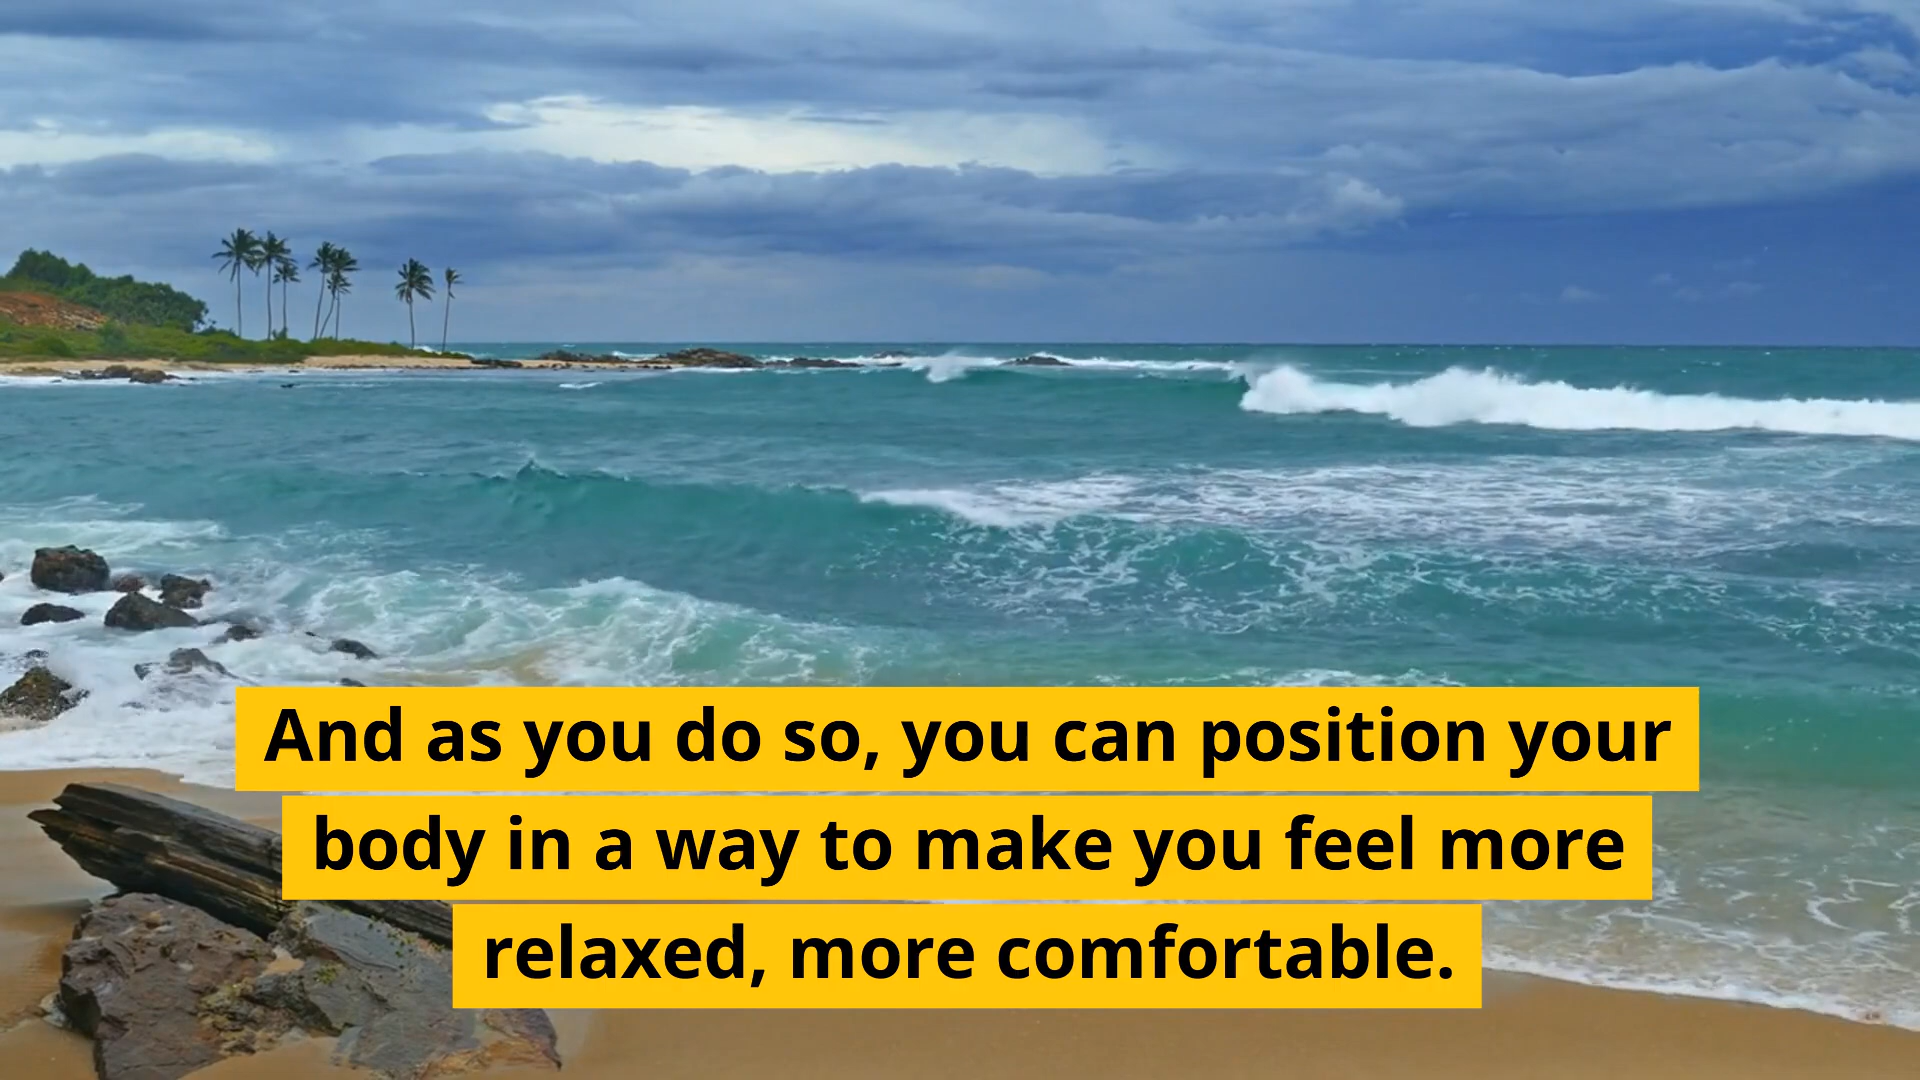 And as you do so, you can position your
body in a way to make you feel more
relaxed, more comfortable.